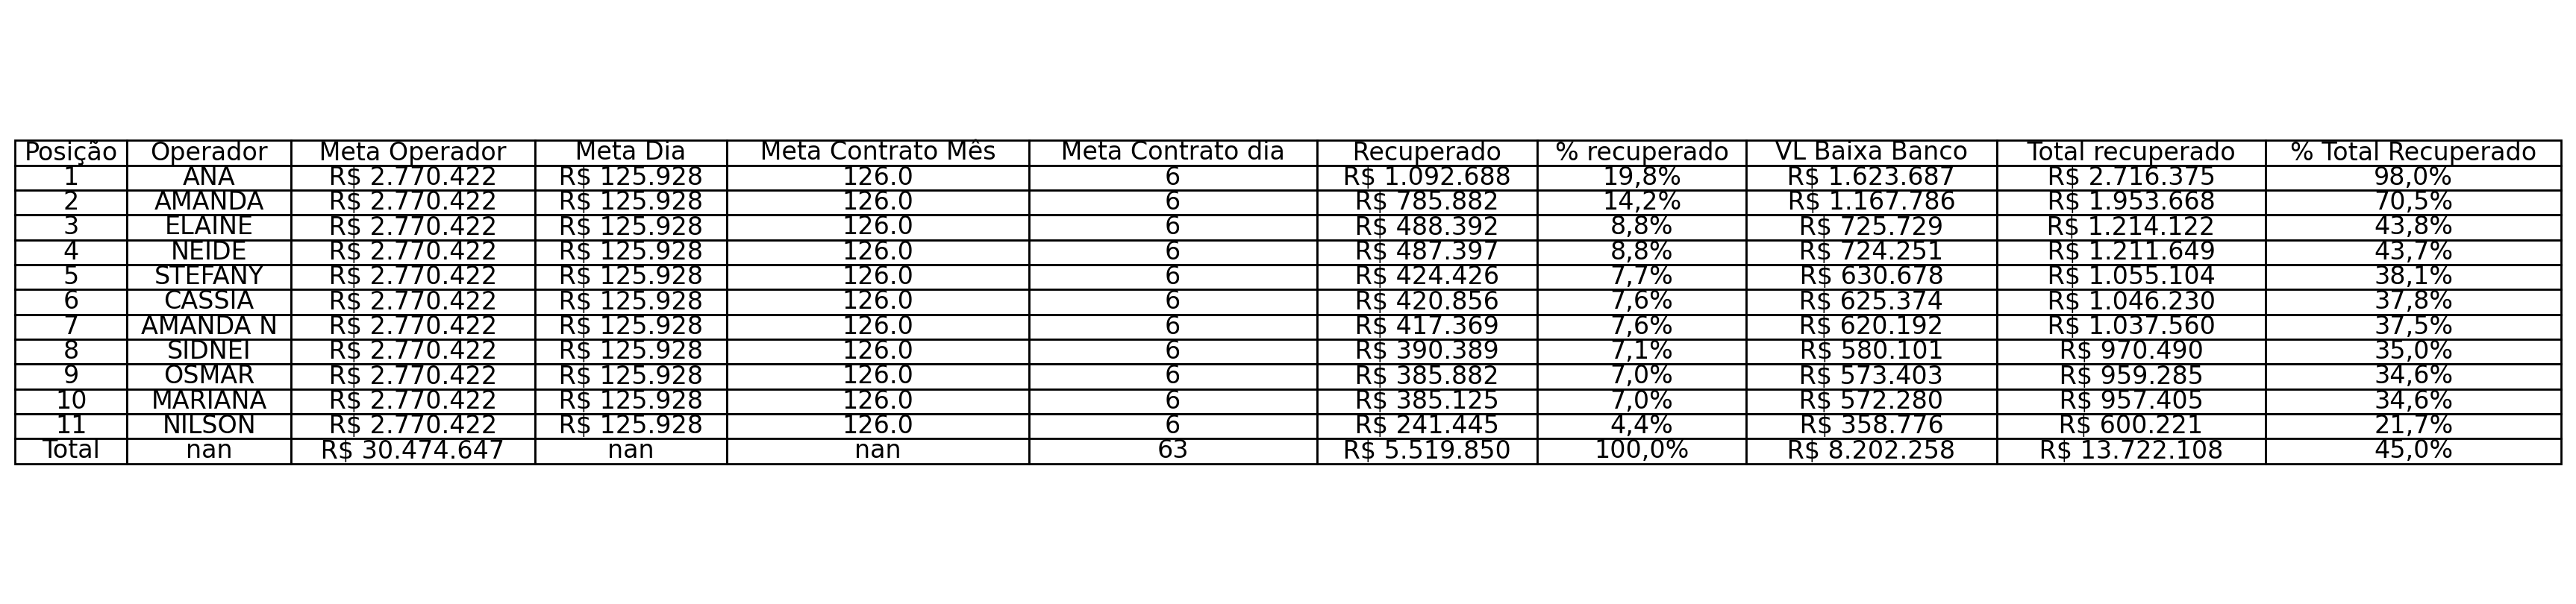 Posição Operador Meta Operador Meta Dia Meta Contrato Mês Meta Contrato dia Recuperado % recuperado VL Baixa Banco Total recuperado % Total Recuperado
1 ANA R$ 2.770.422 R$ 125.928 126.0 6 R$ 1.092.688 19,8% R$ 1.623.687 R$ 2.716.375 98,0%
2 AMANDA R$ 2.770.422 R$ 125.928 126.0 6 R$ 785.882 14,2% R$ 1.167.786 R$ 1.953.668 70,5%
3 ELAINE R$ 2.770.422 R$ 125.928 126.0 6 R$ 488.392 8,8% R$ 725.729 R$ 1.214.122 43,8%
4 NEIDE R$ 2.770.422 R$ 125.928 126.0 6 R$ 487.397 8,8% R$ 724.251 R$ 1.211.649 43,7%
5 STEFANY R$ 2.770.422 R$ 125.928 126.0 6 R$ 424.426 7,7% R$ 630.678 R$ 1.055.104 38,1%
6 CASSIA R$ 2.770.422 R$ 125.928 126.0 6 R$ 420.856 7,6% R$ 625.374 R$ 1.046.230 37,8%
7 AMANDA N R$ 2.770.422 R$ 125.928 126.0 6 R$ 417.369 7,6% R$ 620.192 R$ 1.037.560 37,5%
8 SIDNEI R$ 2.770.422 R$ 125.928 126.0 6 R$ 390.389 7,1% R$ 580.101 R$ 970.490 35,0%
9 OSMAR R$ 2.770.422 R$ 125.928 126.0 6 R$ 385.882 7,0% R$ 573.403 R$ 959.285 34,6%
10 MARIANA R$ 2.770.422 R$ 125.928 126.0 6 R$ 385.125 7,0% R$ 572.280 R$ 957.405 34,6%
11 NILSON R$ 2.770.422 R$ 125.928 126.0 6 R$ 241.445 4,4% R$ 358.776 R$ 600.221 21,7%
Total nan R$ 30.474.647 nan nan 63 R$ 5.519.850 100,0% R$ 8.202.258 R$ 13.722.108 45,0%